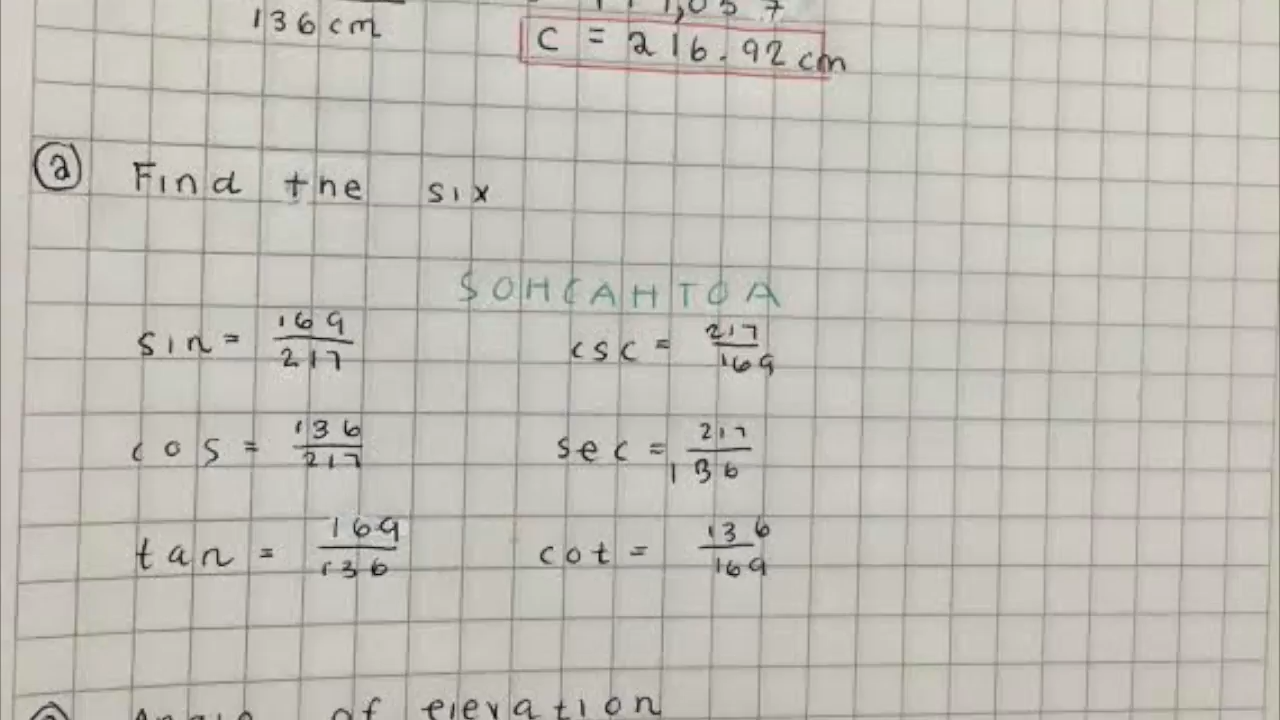 136 cm
C = 216.92 cm
② Find the six
SOHCAHTOA
sin = 169/217 csc = 217/169
cos = 136/217 sec = 217/136
tan = 169/136 cot = 136/169
of elevation